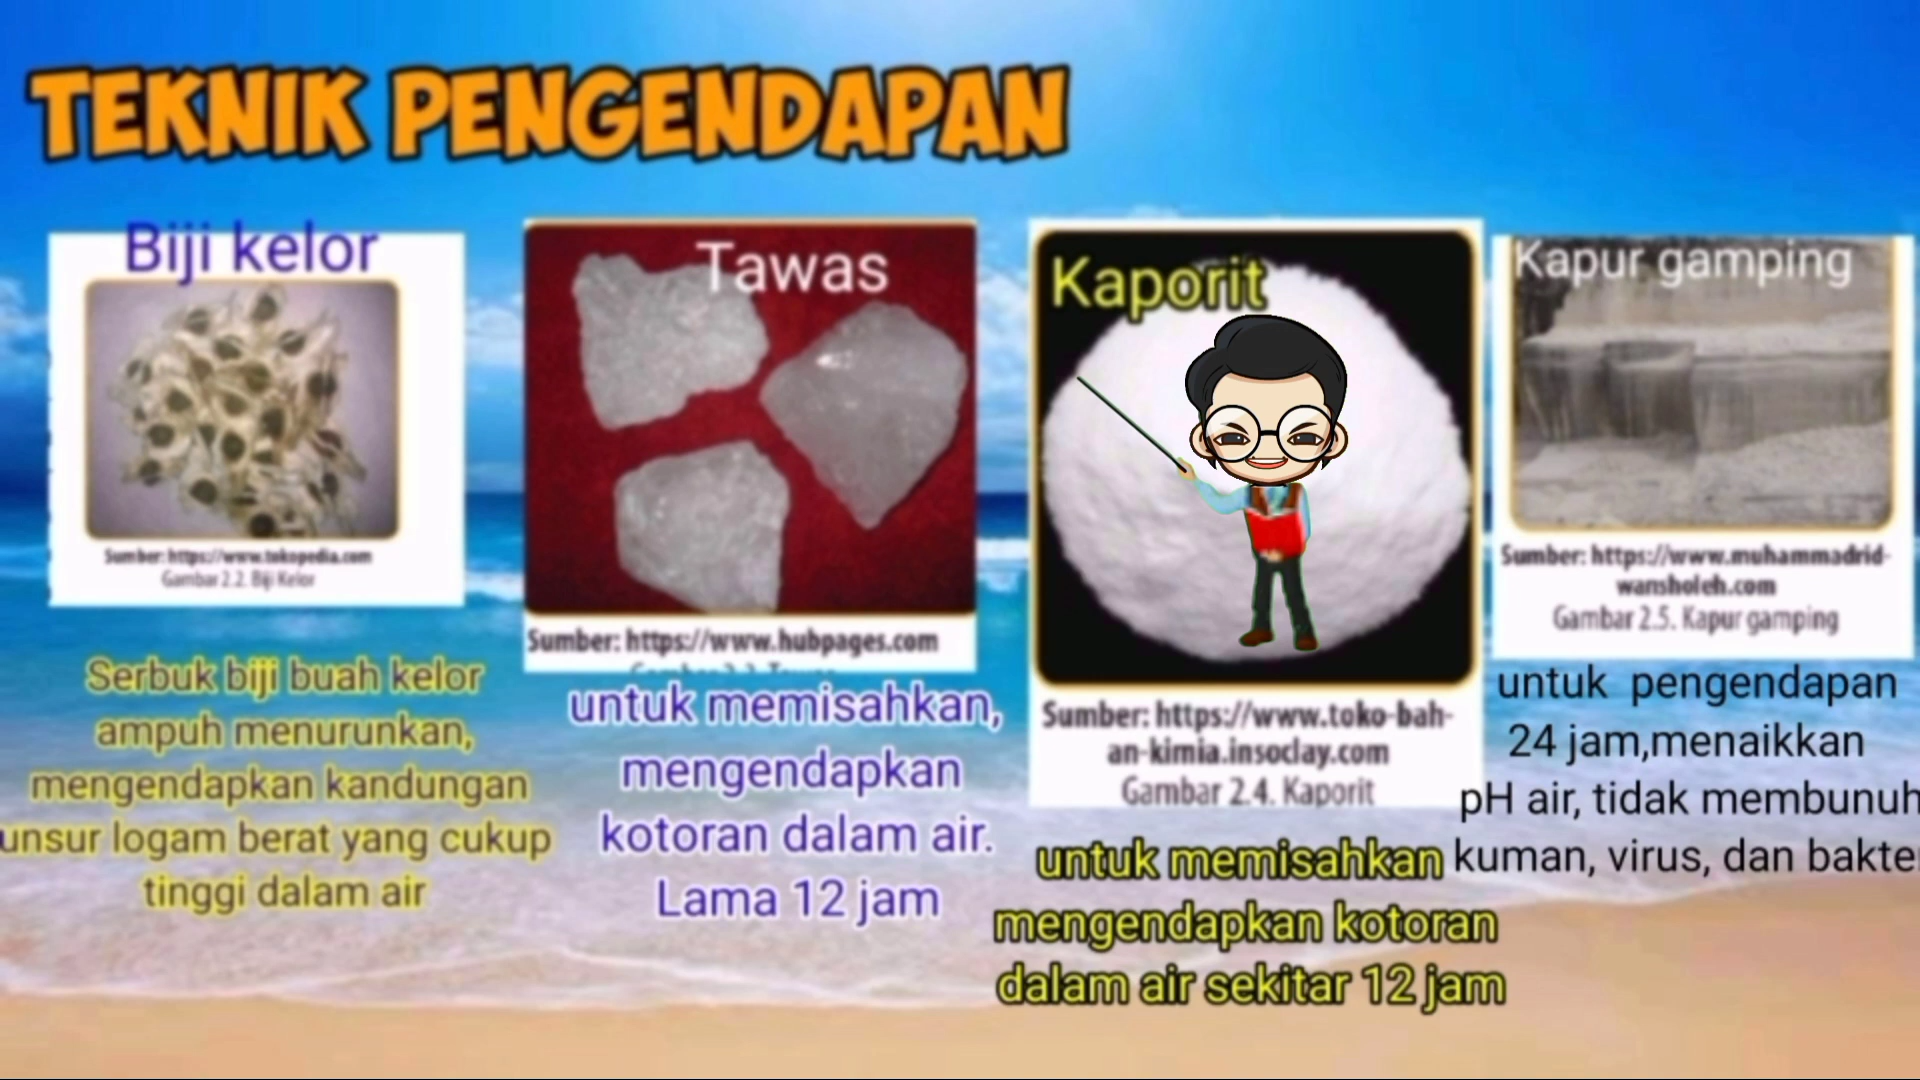 TEKNIK PENGENDAPAN
Biji kelor
Sumber: https://www.tokopedia.com
Gambar 2.2. Biji Kelor
Serbuk biji buah kelor
ampuh menurunkan,
mengendapkan kandungan
unsur logam berat yang cukup
tinggi dalam air
Tawas
Sumber: https://www.hubpages.com
untuk memisahkan,
mengendapkan
kotoran dalam air.
Lama 12 jam
Kaporit
Sumber: https://www.toko-bah-
an-kimia.insoclay.com
Gambar 2.4. Kaporit
untuk memisahkan
mengendapkan kotoran
dalam air sekitar 12 jam
Kapur gamping
Sumber: https://www.muhammadrid-
wansholeh.com
Gambar 2.5. Kapur gamping
untuk pengendapan
24 jam,menaikkan
pH air, tidak membunuh
kuman, virus, dan bakte